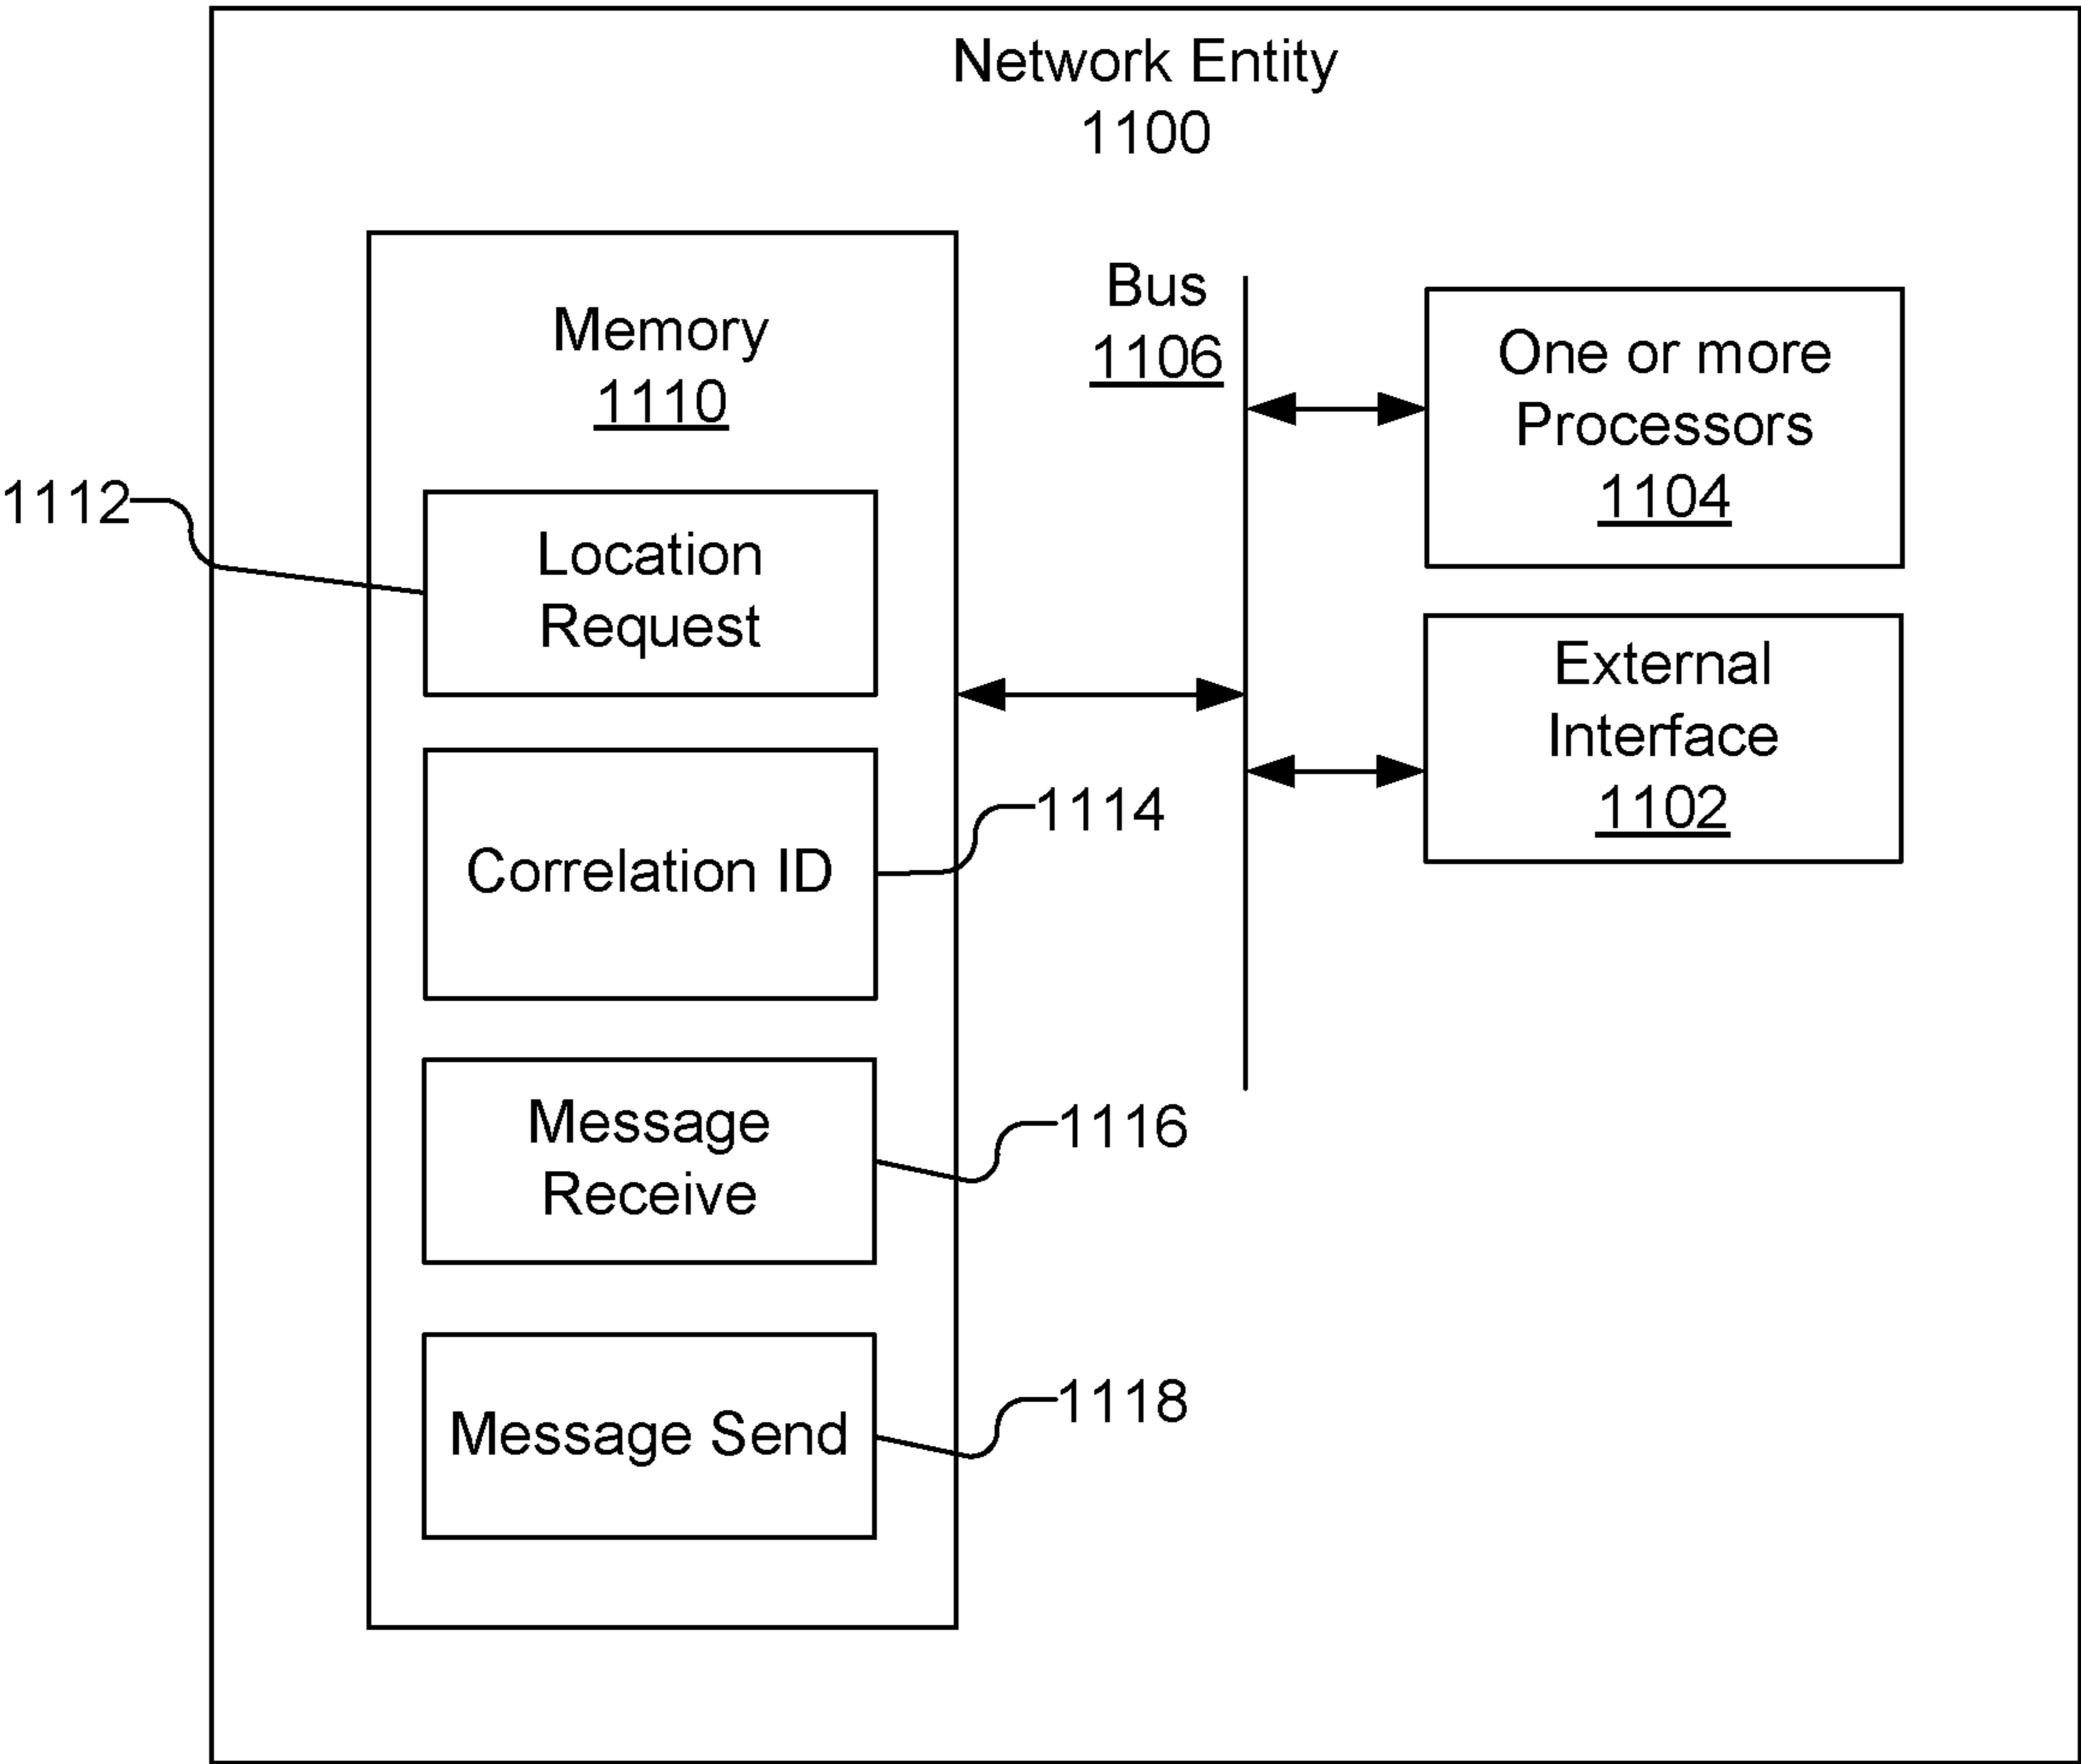 Network Entity
1100
Memory
1110
1112
Location
Request
Correlation ID
1114
Message
Receive
1116
Message Send
1118
Bus
1106
One or more
Processors
1104
External
Interface
1102